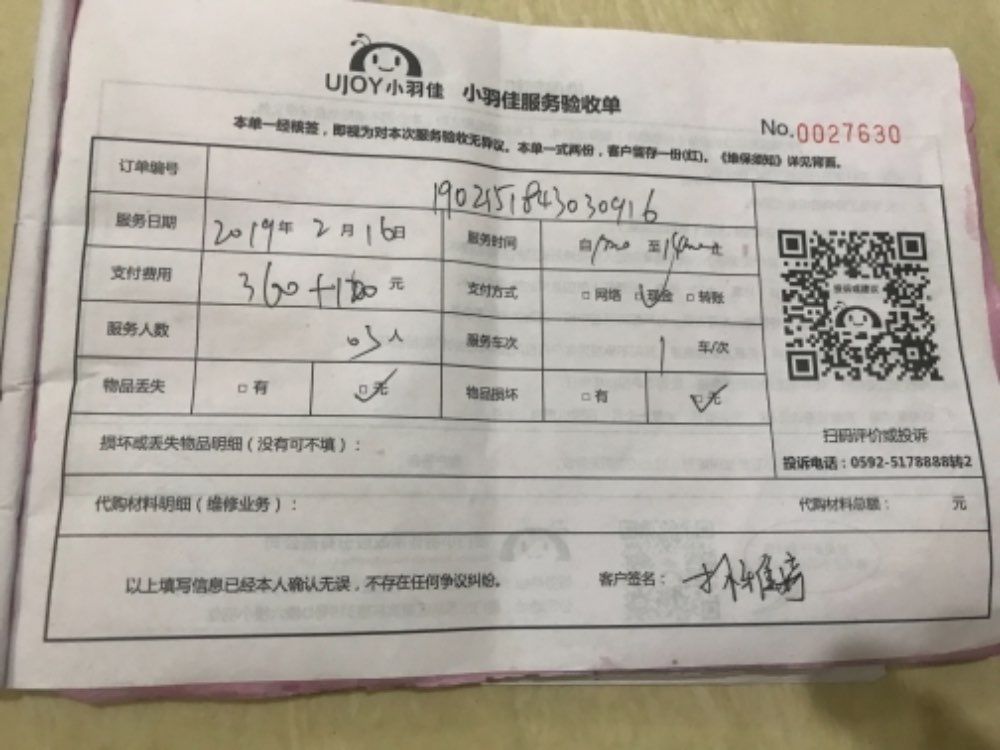 UJOY小羽佳 小羽佳服务验收单
No.0027630
本单一经核签，即视为对本次服务验收无异议。本单一式两份，客户留存一份(红)。《维保须知》详见背面。
订单编号 1902151843030916
服务日期 2019年 2月16日 服务时间 自 至
支付费用 360 元 支付方式 □网络 □现金 □转账
服务人数 03人 服务车次 1 车/次
物品丢失 □有 □无 物品损坏 □有 □无
投诉或建议
扫码评价或投诉
投诉电话：0592-5178888转2
损坏或丢失物品明细（没有可不填）：
代购材料明细（维修业务）： 代购材料总额： 元
以上填写信息已经本人确认无误，不存在任何争议纠纷。 客户签名：